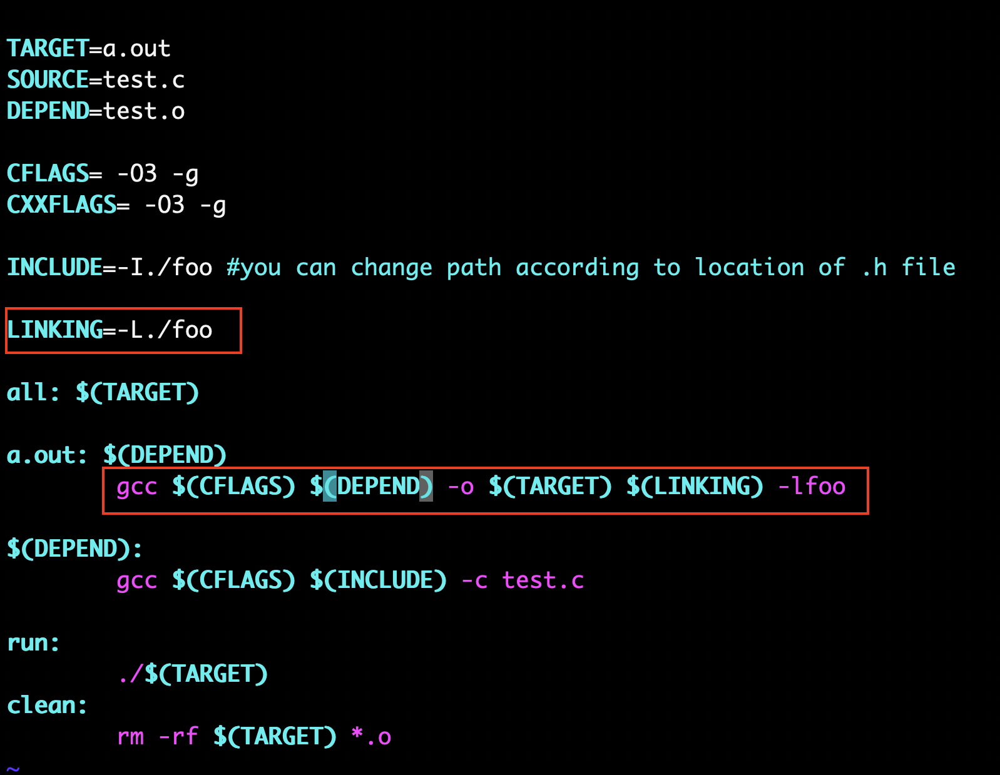 TARGET=a.out
SOURCE=test.c
DEPEND=test.o
CFLAGS= -O3 -g
CXXFLAGS= -O3 -g
INCLUDE=-I./foo #you can change path according to location of .h file
LINKING=-L./foo
all: $(TARGET)
a.out: $(DEPEND)
gcc $(CFLAGS) $(DEPEND) -o $(TARGET) $(LINKING) -lfoo
$(DEPEND):
gcc $(CFLAGS) $(INCLUDE) -c test.c
run:
./$(TARGET)
clean:
rm -rf $(TARGET) *.o
~